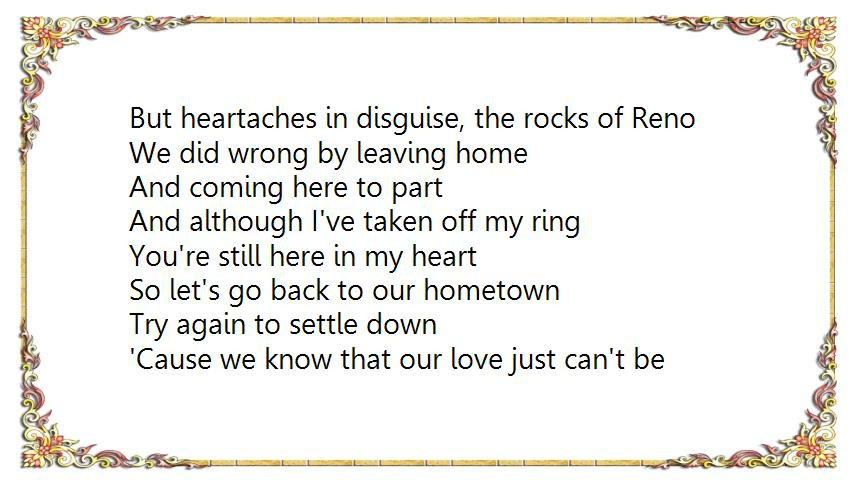 But heartaches in disguise, the rocks of Reno
We did wrong by leaving home
And coming here to part
And although I've taken off my ring
You're still here in my heart
So let's go back to our hometown
Try again to settle down
'Cause we know that our love just can't be